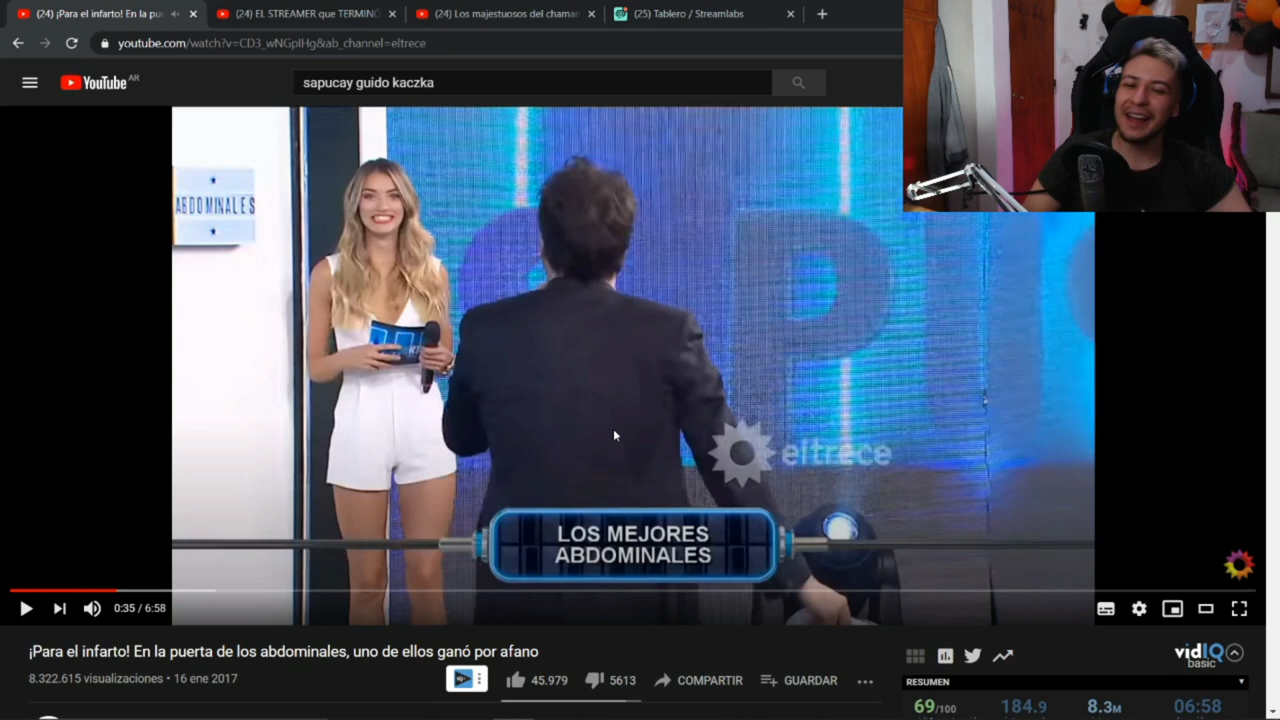 (24) ¡Para el infarto! En la pue
(24) EL STREAMER que TERMINÓ
(24) Los majestuosos del chamar
(25) Tablero / Streamlabs
youtube.com/watch?v=CD3_wNGplHg&ab_channel=eltrece
YouTube AR
sapucay guido kaczka
ABDOMINALES
P
eltrece
LOS MEJORES
ABDOMINALES
0:35 / 6:58
¡Para el infarto! En la puerta de los abdominales, uno de ellos ganó por afano
8.322.615 visualizaciones • 16 ene 2017
45.979
5613
COMPARTIR
GUARDAR
vidIQ
basic
RESUMEN
69/100
184.9
8.3M
06:58